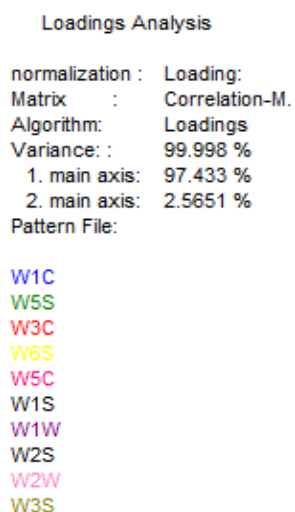 Loadings Analysis
normalization : Loading:
Matrix : Correlation-M.
Algorithm: Loadings
Variance: : 99.998 %
1. main axis: 97.433 %
2. main axis: 2.5651 %
Pattern File:
W1C
W5S
W3C
W6S
W5C
W1S
W1W
W2S
W2W
W3S